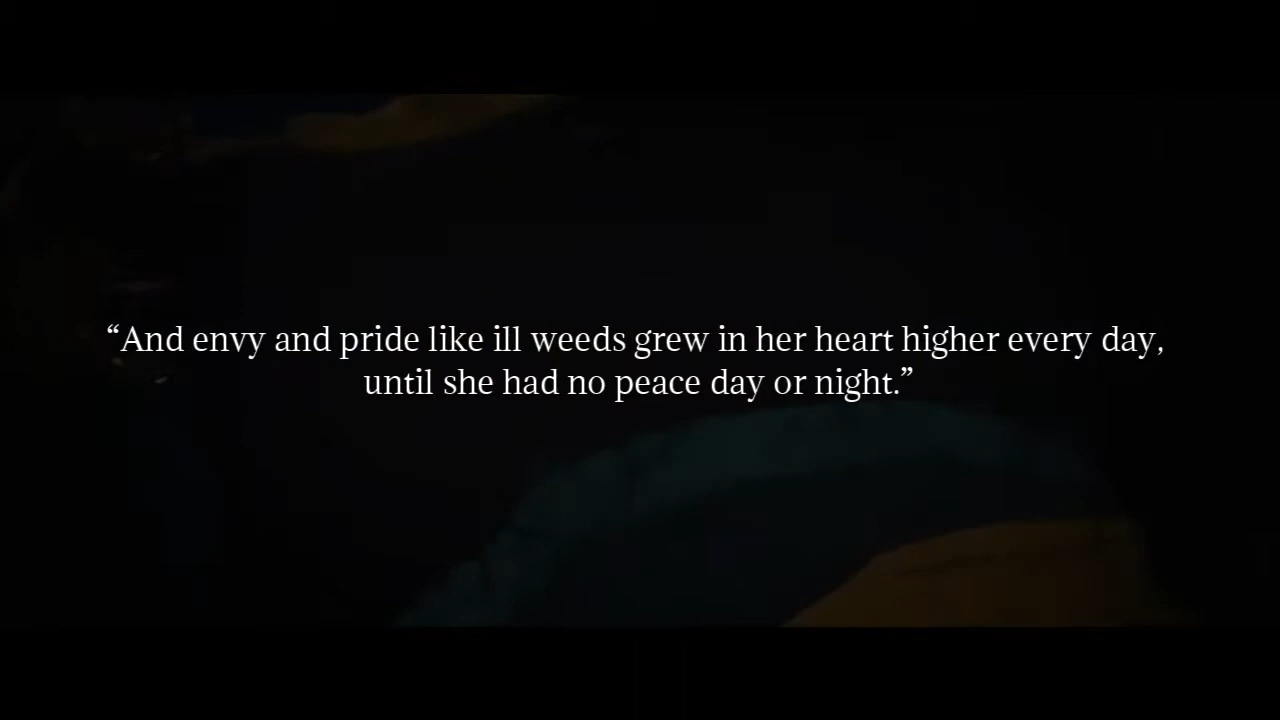 “And envy and pride like ill weeds grew in her heart higher every day,
until she had no peace day or night.”